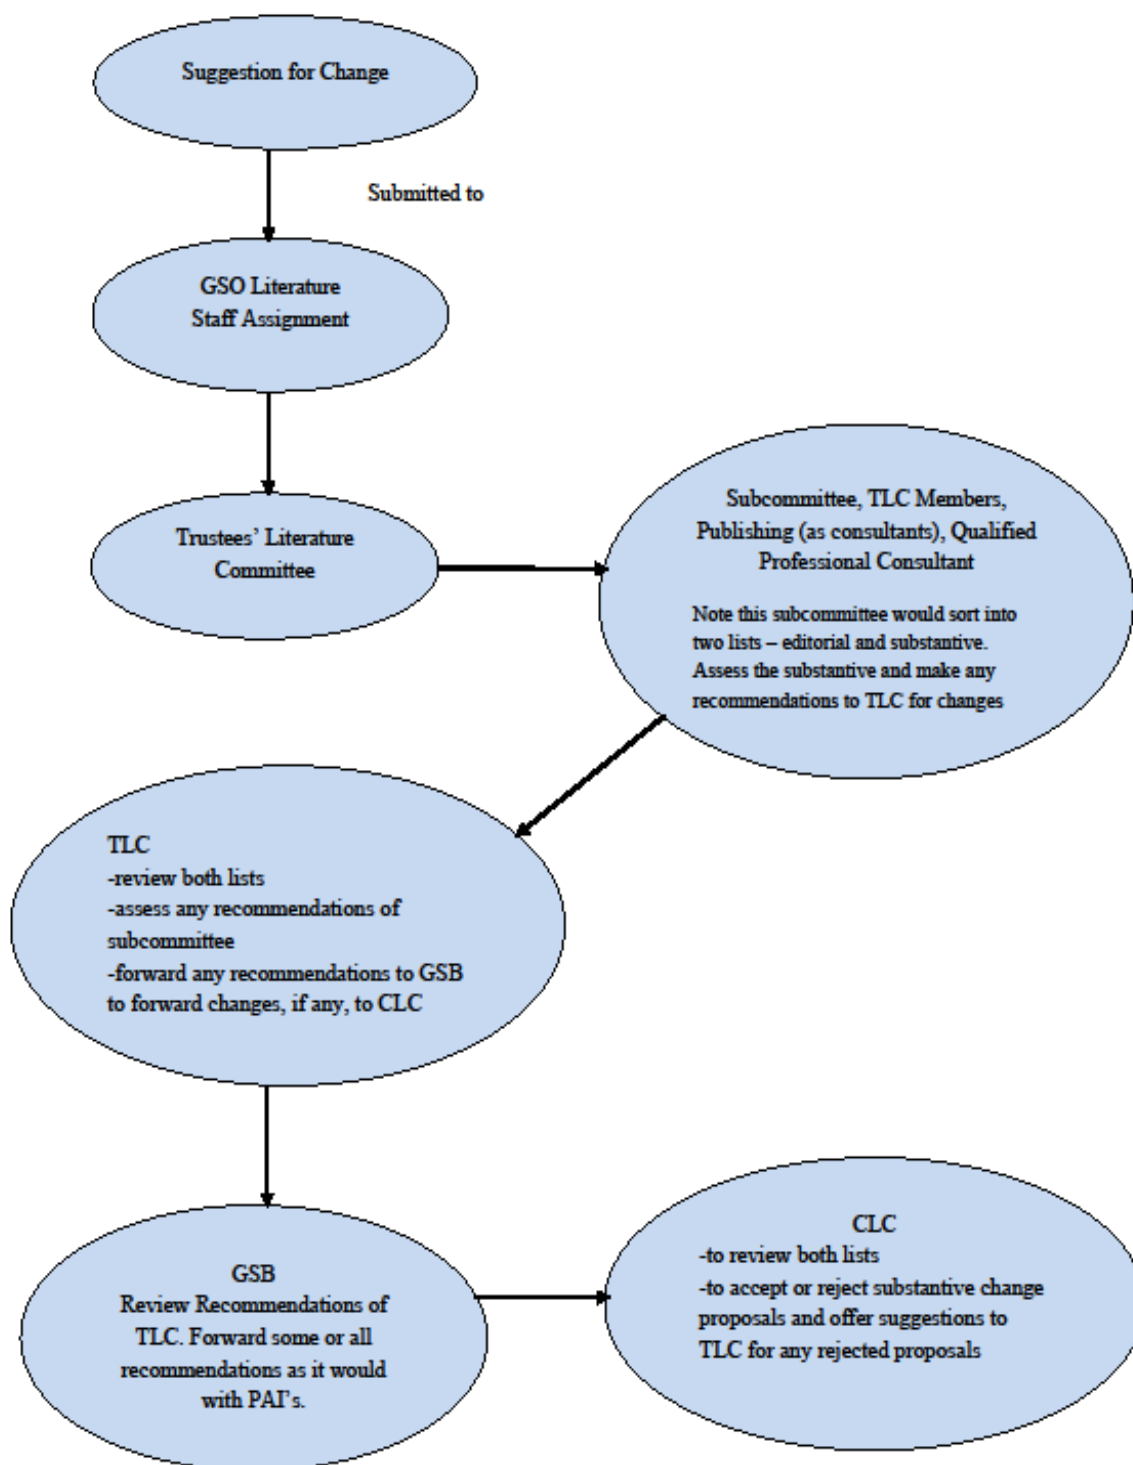 Suggestion for Change
Submitted to
GSO Literature
Staff Assignment
Trustees’ Literature
Committee
Subcommittee, TLC Members,
Publishing (as consultants), Qualified
Professional Consultant
Note this subcommittee would sort into
two lists – editorial and substantive.
Assess the substantive and make any
recommendations to TLC for changes
TLC
-review both lists
-assess any recommendations of
subcommittee
-forward any recommendations to GSB
to forward changes, if any, to CLC
GSB
Review Recommendations of
TLC. Forward some or all
recommendations as it would
with PAI’s.
CLC
-to review both lists
-to accept or reject substantive change
proposals and offer suggestions to
TLC for any rejected proposals